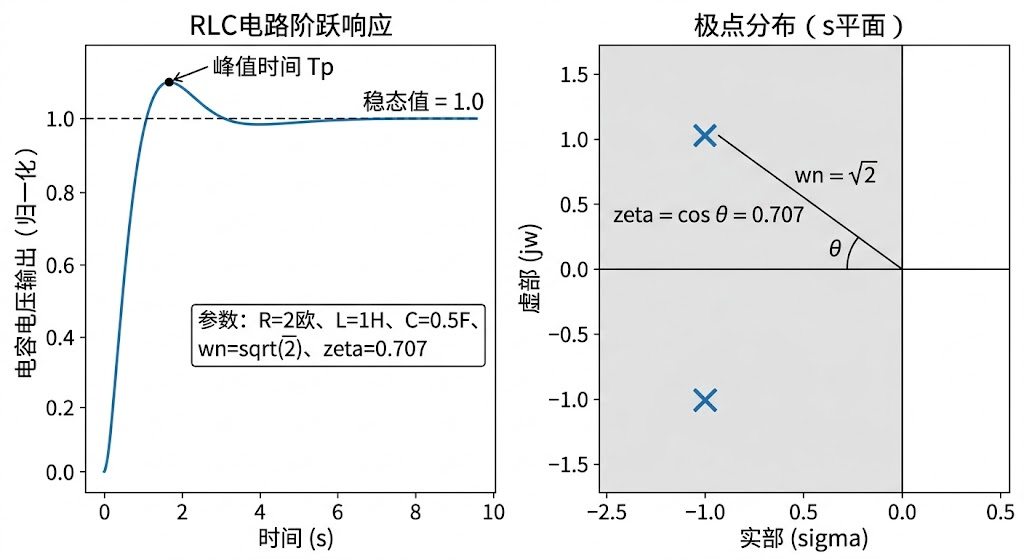 RLC电路阶跃响应
峰值时间 Tp
稳态值 = 1.0
1.0
0.8
0.6
0.4
0.2
0.0
电容电压输出（归一化）
参数：R=2欧、L=1H、C=0.5F、
wn=sqrt(2̅)、zeta=0.707
0
2
4
6
8
10
时间 (s)
极点分布（s平面）
1.5
1.0
0.5
0.0
−0.5
−1.0
−1.5
虚部 (jw)
wn = √2
zeta = cos θ = 0.707
θ
−2.5
−1.0
−0.5
0.0
0.5
实部 (sigma)